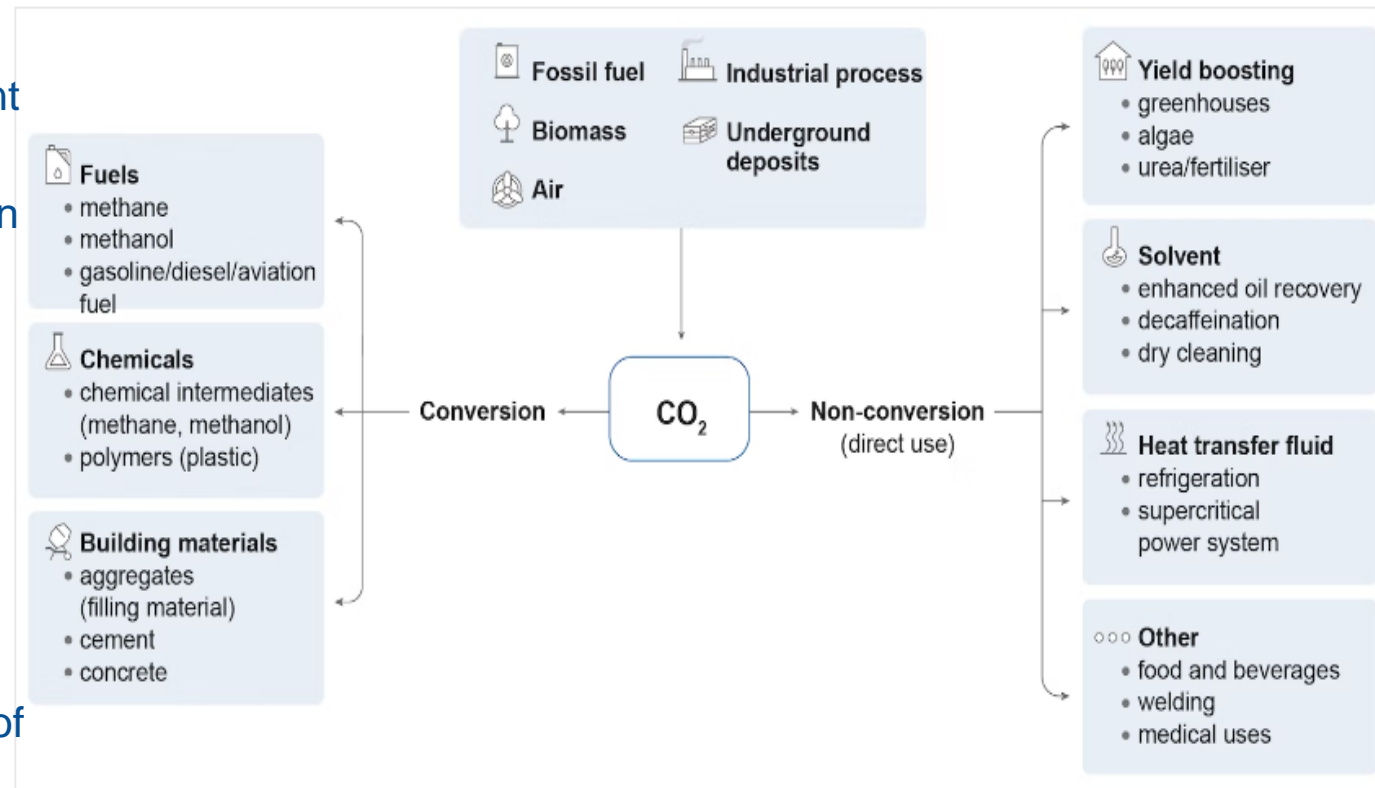 nt
n
of
Fossil fuel
Industrial process
Biomass
Underground
deposits
Air
Fuels
• methane
• methanol
• gasoline/diesel/aviation
fuel
Chemicals
• chemical intermediates
(methane, methanol)
• polymers (plastic)
Building materials
• aggregates
(filling material)
• cement
• concrete
Conversion
CO₂
Non-conversion
(direct use)
Yield boosting
• greenhouses
• algae
• urea/fertiliser
Solvent
• enhanced oil recovery
• decaffeination
• dry cleaning
Heat transfer fluid
• refrigeration
• supercritical
power system
Other
• food and beverages
• welding
• medical uses